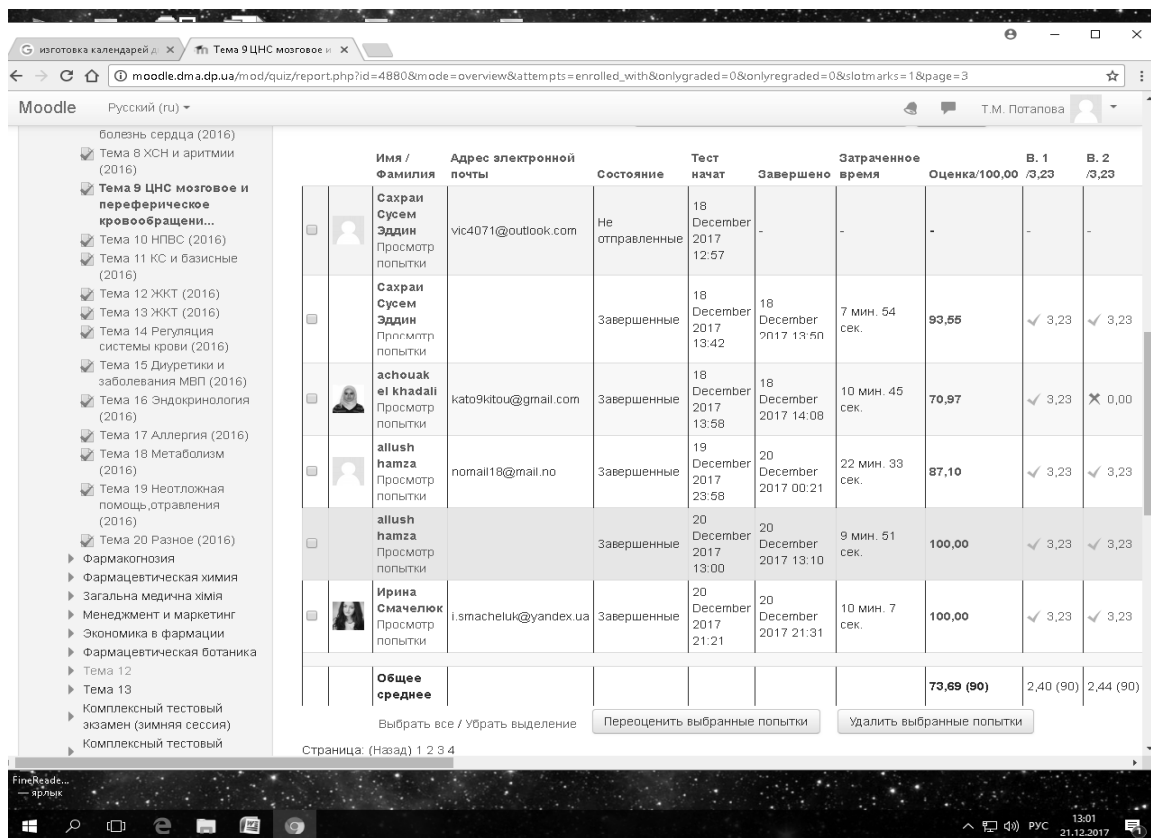 изготовка календарей д
Тема 9 ЦНС мозговое и
moodle.dma.dp.ua/mod/quiz/report.php?id=4880&mode=overview&attempts=enrolled_with&onlygraded=0&onlyregraded=0&slotmarks=1&page=3
Moodle Русский (ru) Т.М. Потапова
болезнь сердца (2016)
Тема 8 ХСН и аритмии
(2016)
Тема 9 ЦНС мозговое и
переферическое
кровообращени...
Тема 10 НПВС (2016)
Тема 11 КС и базисные
(2016)
Тема 12 ЖКТ (2016)
Тема 13 ЖКТ (2016)
Тема 14 Регуляция
системы крови (2016)
Тема 15 Диуретики и
заболевания МВП (2016)
Тема 16 Эндокринология
(2016)
Тема 17 Аллергия (2016)
Тема 18 Метаболизм
(2016)
Тема 19 Неотложная
помощь,отравления
(2016)
Тема 20 Разное (2016)
Фармакогнозия
Фармацевтическая химия
Загальна медична хімія
Менеджмент и маркетинг
Экономика в фармации
Фармацевтическая ботаника
Тема 12
Тема 13
Комплексный тестовый
экзамен (зимняя сессия)
Комплексный тестовый
Имя / Адрес электронной Тест Затраченное В. 1 В. 2
Фамилия почты Состояние начат Завершено время Оценка/100,00 /3,23 /3,23
Сахраи
Сусем
Эддин
Просмотр
попытки
vic4071@outlook.com
Не
отправленные
18
December
2017
12:57
- - - - -
Сахраи
Сусем
Эддин
Просмотр
попытки
Завершенные
18
December
2017
13:42
18
December
2017 13:50
7 мин. 54
сек.
93,55 3,23 3,23
achouak
el khadali
Просмотр
попытки
kato9kitou@gmail.com
Завершенные
18
December
2017
13:58
18
December
2017 14:08
10 мин. 45
сек.
70,97 3,23 0,00
allush
hamza
Просмотр
попытки
nomail18@mail.no
Завершенные
19
December
2017
23:58
20
December
2017 00:21
22 мин. 33
сек.
87,10 3,23 3,23
allush
hamza
Просмотр
попытки
Завершенные
20
December
2017
13:00
20
December
2017 13:10
9 мин. 51
сек.
100,00 3,23 3,23
Ирина
Смачелюк
Просмотр
попытки
i.smacheluk@yandex.ua
Завершенные
20
December
2017
21:21
20
December
2017 21:31
10 мин. 7
сек.
100,00 3,23 3,23
Общее
среднее
73,69 (90) 2,40 (90) 2,44 (90)
Выбрать все / Убрать выделение Переоценить выбранные попытки Удалить выбранные попытки
Страница: (Назад) 1 2 3 4
FineReade...
— ярлык
РУС
13:01
21.12.2017